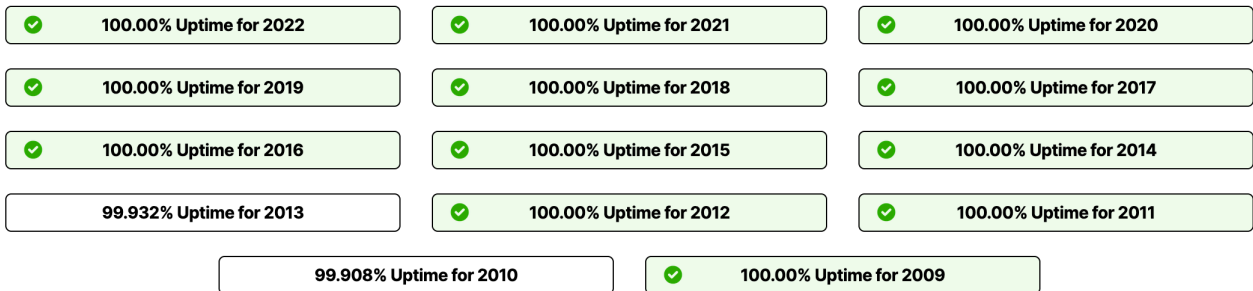 100.00% Uptime for 2022
100.00% Uptime for 2021
100.00% Uptime for 2020
100.00% Uptime for 2019
100.00% Uptime for 2018
100.00% Uptime for 2017
100.00% Uptime for 2016
100.00% Uptime for 2015
100.00% Uptime for 2014
99.932% Uptime for 2013
100.00% Uptime for 2012
100.00% Uptime for 2011
99.908% Uptime for 2010
100.00% Uptime for 2009